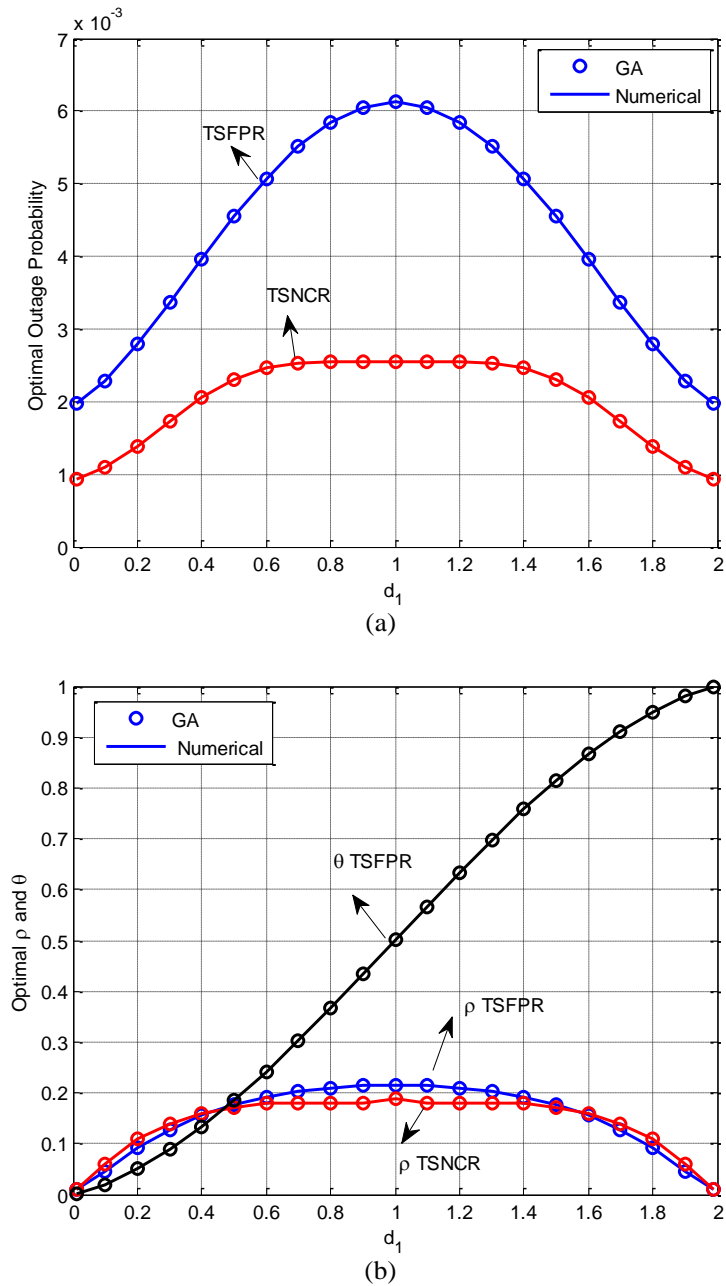 x 10⁻³
7
6
5
4
3
2
1
0
Optimal Outage Probability
TSFPR
TSNCR
GA
Numerical
0 0.2 0.4 0.6 0.8 1 1.2 1.4 1.6 1.8 2
d₁
(a)
1
0.9
0.8
0.7
0.6
0.5
0.4
0.3
0.2
0.1
0
Optimal ρ and θ
GA
Numerical
θ TSFPR
ρ TSFPR
ρ TSNCR
0 0.2 0.4 0.6 0.8 1 1.2 1.4 1.6 1.8 2
d₁
(b)